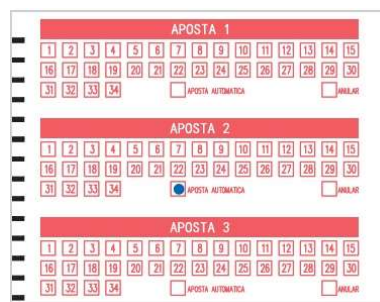 APOSTA 1
1 2 3 4 5 6 7 8 9 10 11 12 13 14 15
16 17 18 19 20 21 22 23 24 25 26 27 28 29 30
31 32 33 34 APOSTA AUTOMATICA ANULAR
APOSTA 2
1 2 3 4 5 6 7 8 9 10 11 12 13 14 15
16 17 18 19 20 21 22 23 24 25 26 27 28 29 30
31 32 33 34 APOSTA AUTOMATICA ANULAR
APOSTA 3
1 2 3 4 5 6 7 8 9 10 11 12 13 14 15
16 17 18 19 20 21 22 23 24 25 26 27 28 29 30
31 32 33 34 APOSTA AUTOMATICA ANULAR